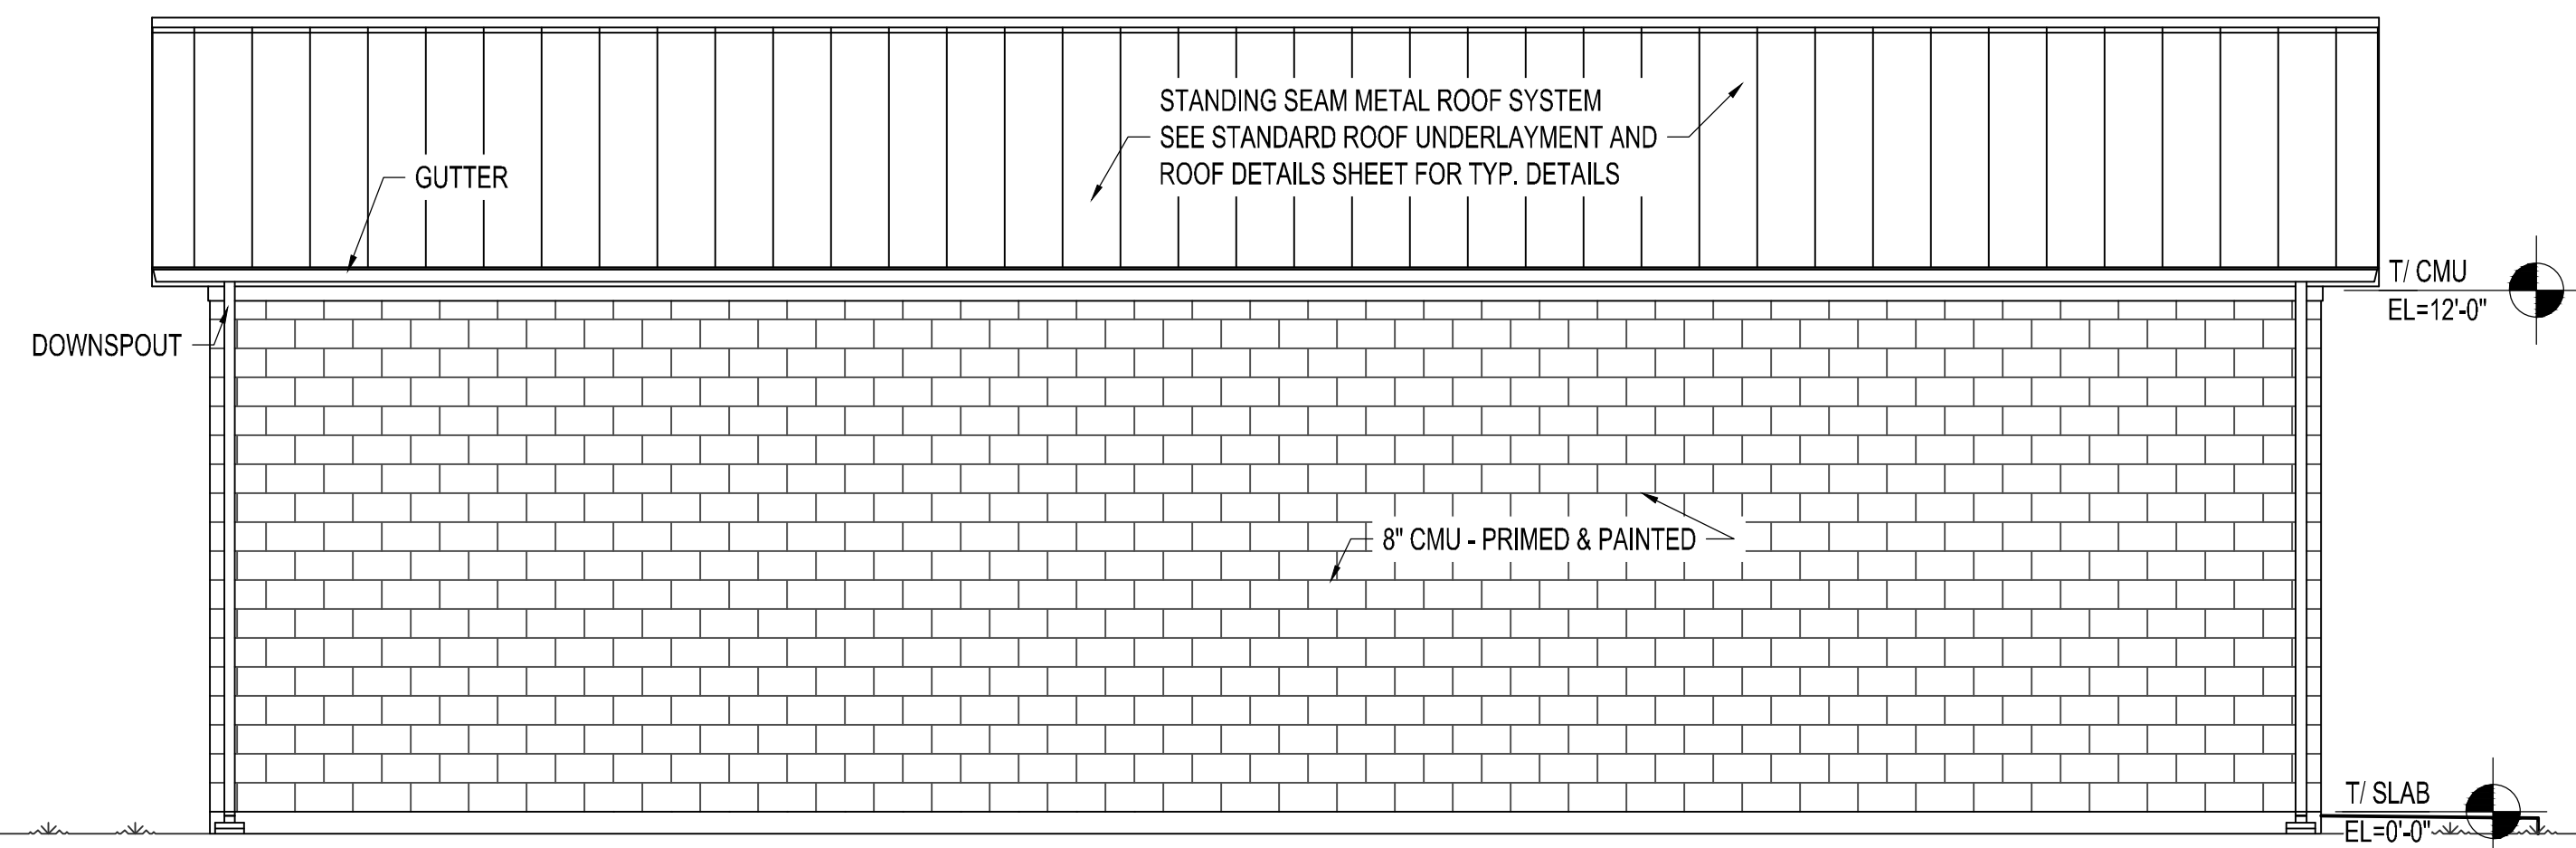 STANDING SEAM METAL ROOF SYSTEM
SEE STANDARD ROOF UNDERLAYMENT AND
ROOF DETAILS SHEET FOR TYP. DETAILS
GUTTER
T/ CMU
EL=12'-0"
DOWNSPOUT
8" CMU - PRIMED & PAINTED
T/ SLAB
EL=0'-0"